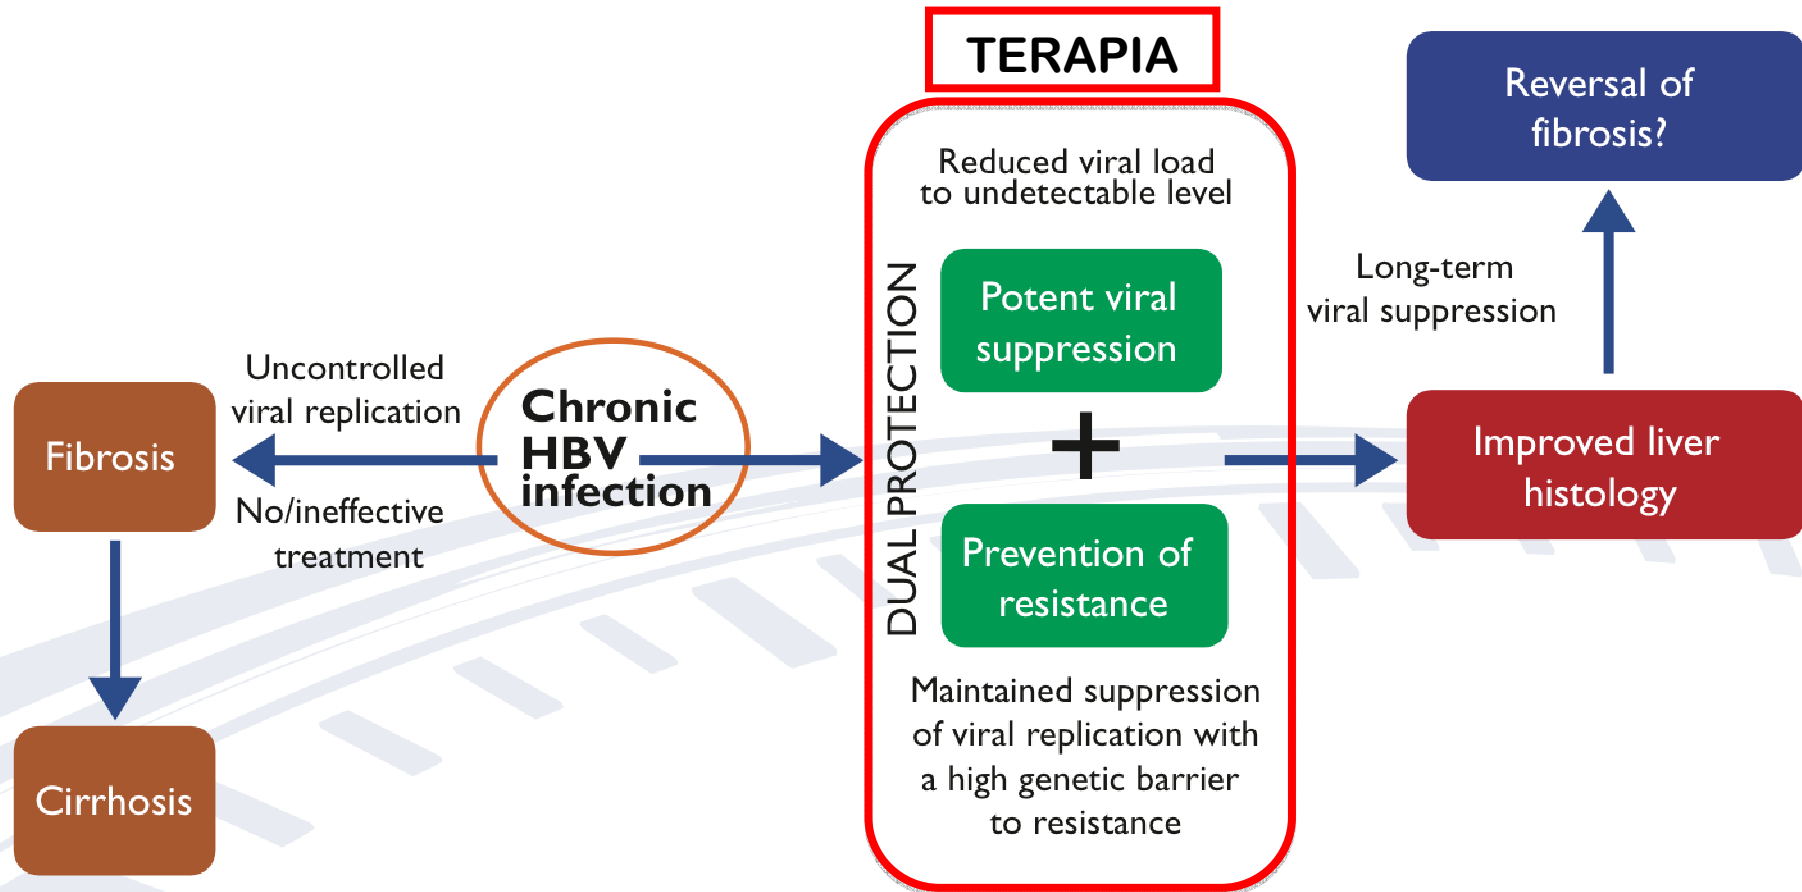 TERAPIA
Reversal of
fibrosis?
Reduced viral load
to undetectable level
Long-term
viral suppression
DUAL PROTECTION
Potent viral
suppression
+
Prevention of
resistance
Maintained suppression
of viral replication with
a high genetic barrier
to resistance
Improved liver
histology
Chronic
HBV
infection
Uncontrolled
viral replication
No/ineffective
treatment
Fibrosis
Cirrhosis